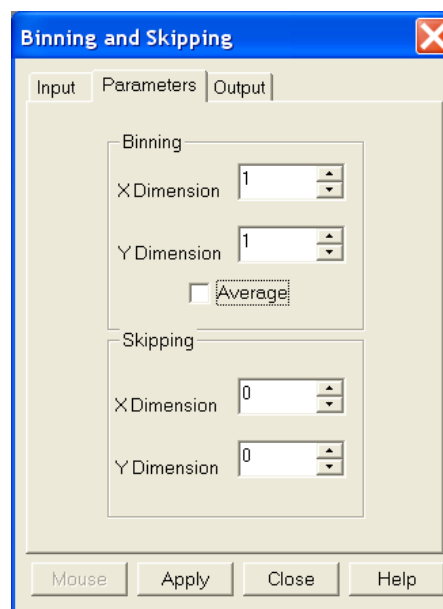 Binning and Skipping
Input Parameters Output
Binning
X Dimension 1
Y Dimension 1
Average
Skipping
X Dimension 0
Y Dimension 0
Mouse Apply Close Help